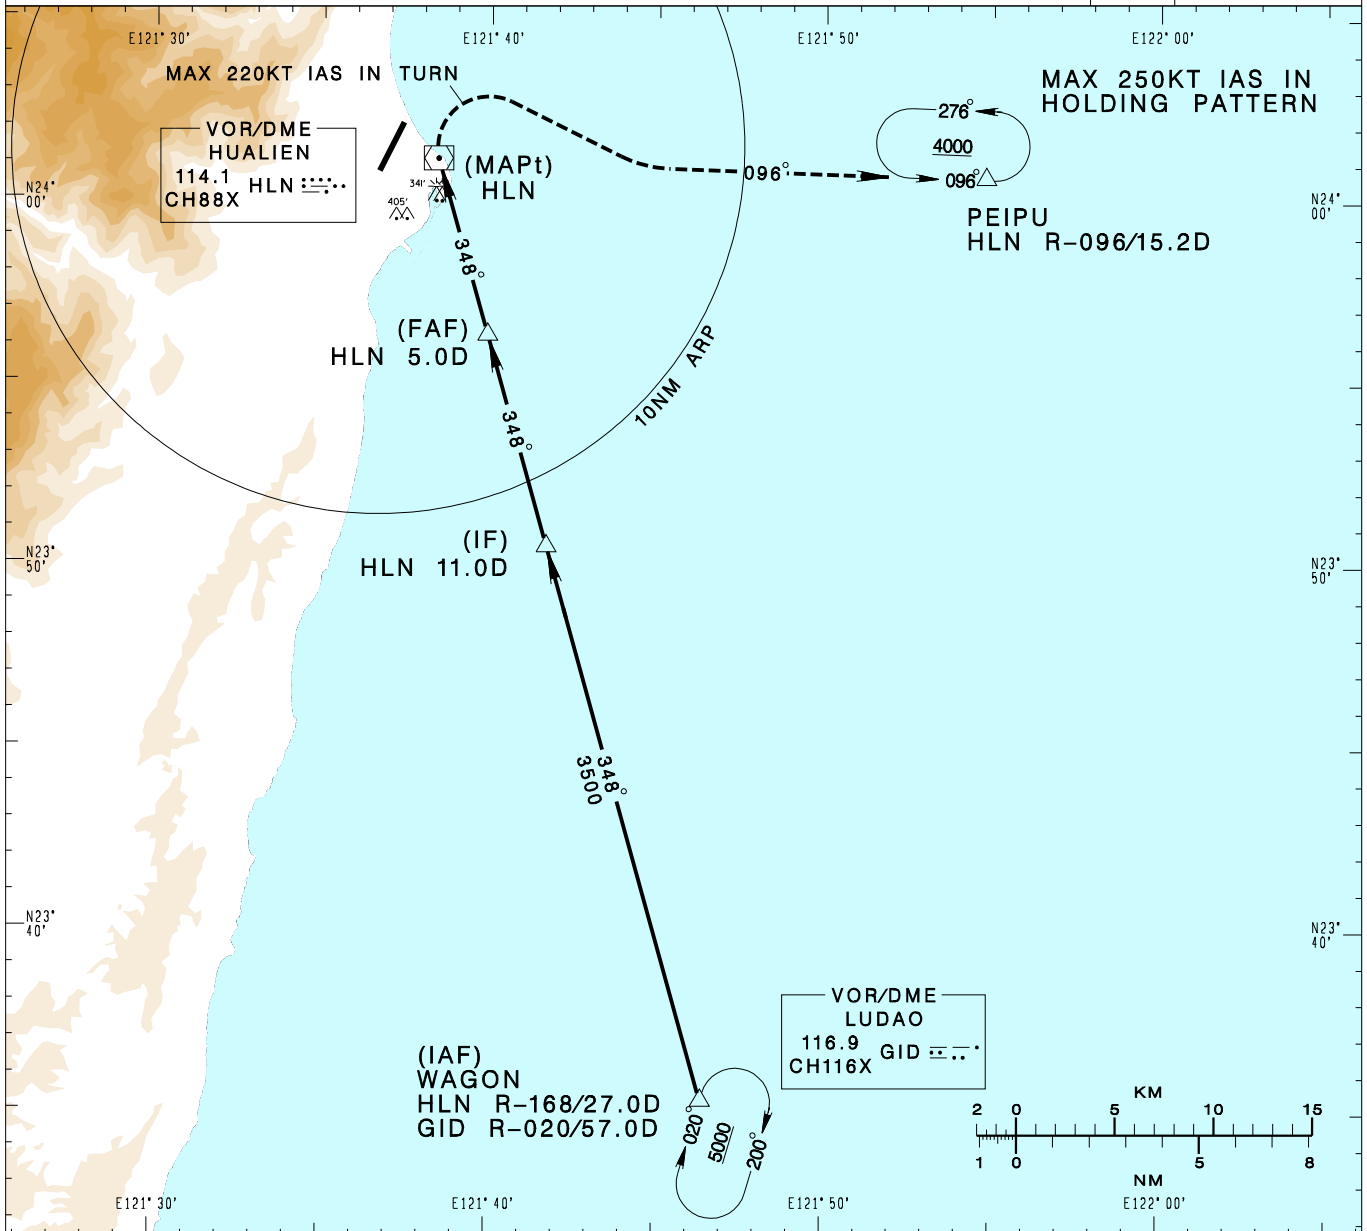 E121° 30'
E121° 40'
E121° 50'
E122° 00'
MAX 220KT IAS IN TURN
MAX 250KT IAS IN
HOLDING PATTERN
VOR/DME
HUALIEN
114.1
CH88X
HLN
(MAPt)
HLN
341'
405'
276°
4000
096°
096°
PEIPU
HLN R-096/15.2D
N24°
00'
N24°
00'
348°
(FAF)
HLN 5.0D
10NM ARP
348°
(IF)
HLN 11.0D
N23°
50'
N23°
50'
348°
3500
N23°
40'
N23°
40'
VOR/DME
LUDAO
116.9
CH116X
GID
(IAF)
WAGON
HLN R-168/27.0D
GID R-020/57.0D
020°
5000
200°
KM
2 0 5 10 15
1 0 5 8
NM
E121° 30'
E121° 40'
E121° 50'
E122° 00'